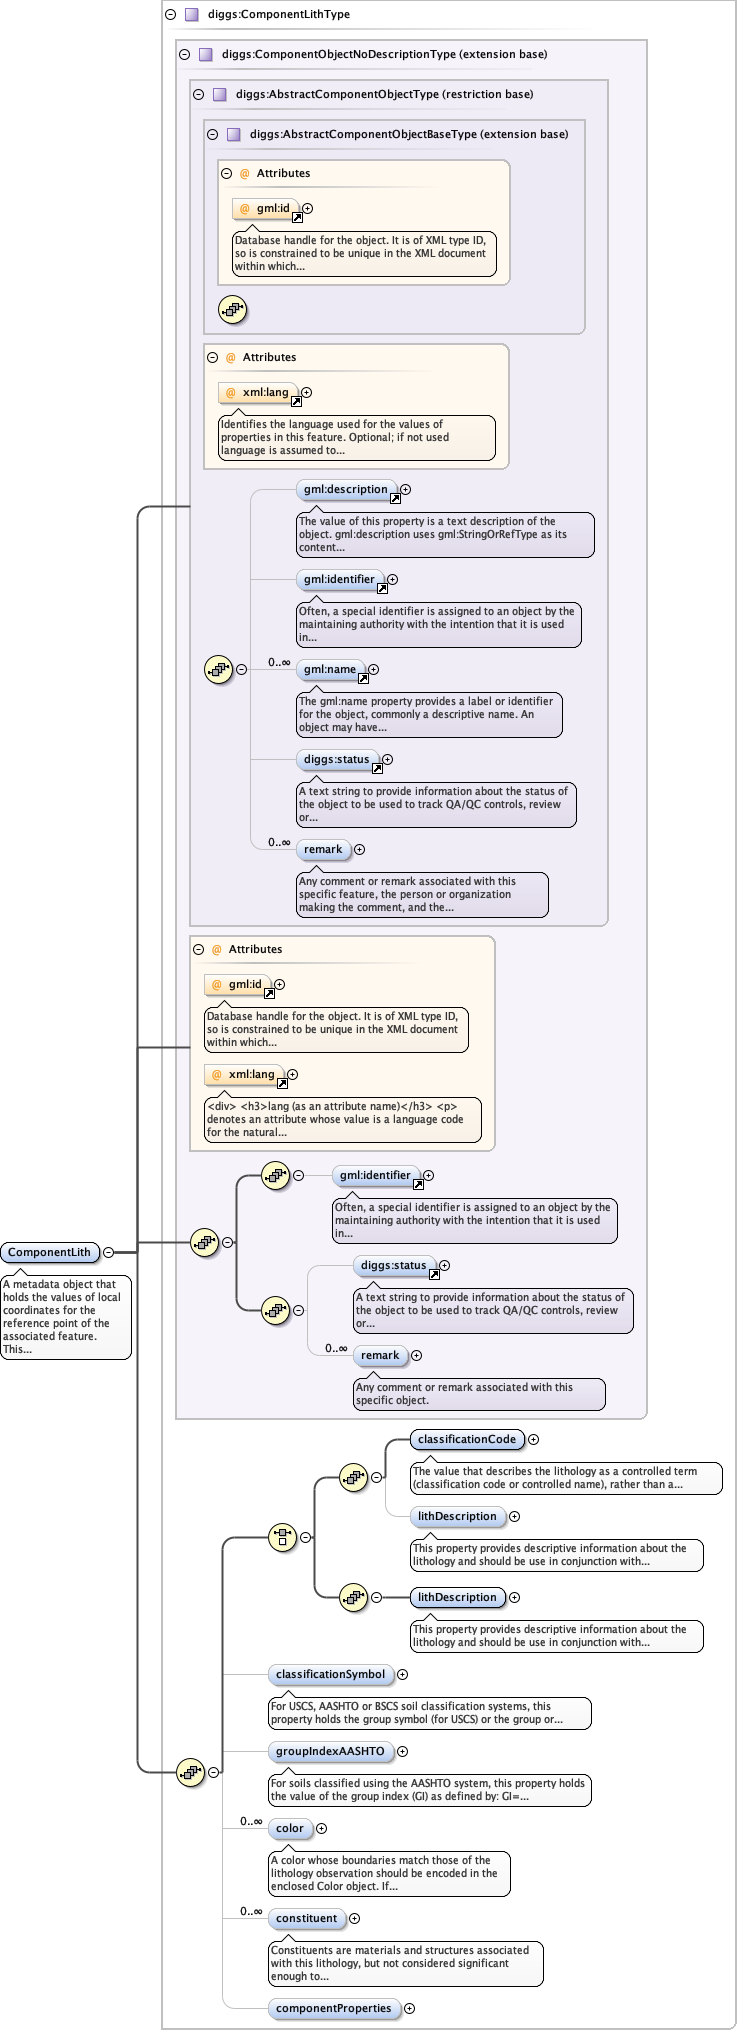 diggs:ComponentLithType
diggs:ComponentObjectNoDescriptionType (extension base)
diggs:AbstractComponentObjectType (restriction base)
diggs:AbstractComponentObjectBaseType (extension base)
@ Attributes
@ gml:id
Database handle for the object. It is of XML type ID,
so is constrained to be unique in the XML document
within which...
@ Attributes
@ xml:lang
Identifies the language used for the values of
properties in this feature. Optional; if not used
language is assumed to...
gml:description
The value of this property is a text description of the
object. gml:description uses gml:StringOrRefType as its
content...
gml:identifier
Often, a special identifier is assigned to an object by the
maintaining authority with the intention that it is used
in...
0..∞
gml:name
The gml:name property provides a label or identifier
for the object, commonly a descriptive name. An
object may have...
diggs:status
A text string to provide information about the status of
the object to be used to track QA/QC controls, review
or...
0..∞
remark
Any comment or remark associated with this
specific feature, the person or organization
making the comment, and the...
@ Attributes
@ gml:id
Database handle for the object. It is of XML type ID,
so is constrained to be unique in the XML document
within which...
@ xml:lang
<div> <h3>lang (as an attribute name)</h3> <p>
denotes an attribute whose value is a language code
for the natural...
gml:identifier
Often, a special identifier is assigned to an object by the
maintaining authority with the intention that it is used
in...
ComponentLith
A metadata object that
holds the values of local
coordinates for the
reference point of the
associated feature.
This...
diggs:status
A text string to provide information about the status of
the object to be used to track QA/QC controls, review
or...
0..∞
remark
Any comment or remark associated with this
specific object.
classificationCode
The value that describes the lithology as a controlled term
(classification code or controlled name), rather than a...
lithDescription
This property provides descriptive information about the
lithology and should be use in conjunction with...
lithDescription
This property provides descriptive information about the
lithology and should be use in conjunction with...
classificationSymbol
For USCS, AASHTO or BSCS soil classification systems, this
property holds the group symbol (for USCS) or the group or...
groupIndexAASHTO
For soils classified using the AASHTO system, this property holds
the value of the group index (GI) as defined by: GI=...
0..∞
color
A color whose boundaries match those of the
lithology observation should be encoded in the
enclosed Color object. If...
0..∞
constituent
Constituents are materials and structures associated
with this lithology, but not considered significant
enough to...
componentProperties